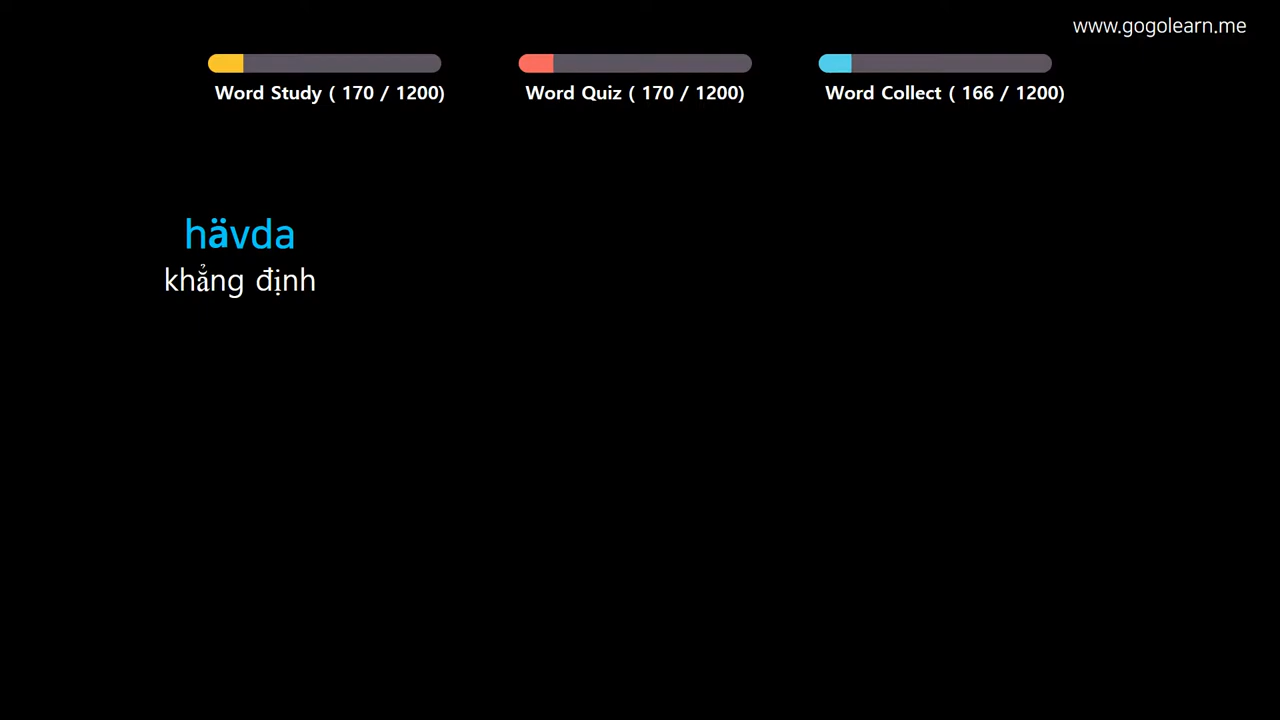 www.gogolearn.me
Word Study ( 170 / 1200)
Word Quiz ( 170 / 1200)
Word Collect ( 166 / 1200)
hävda
khẳng định